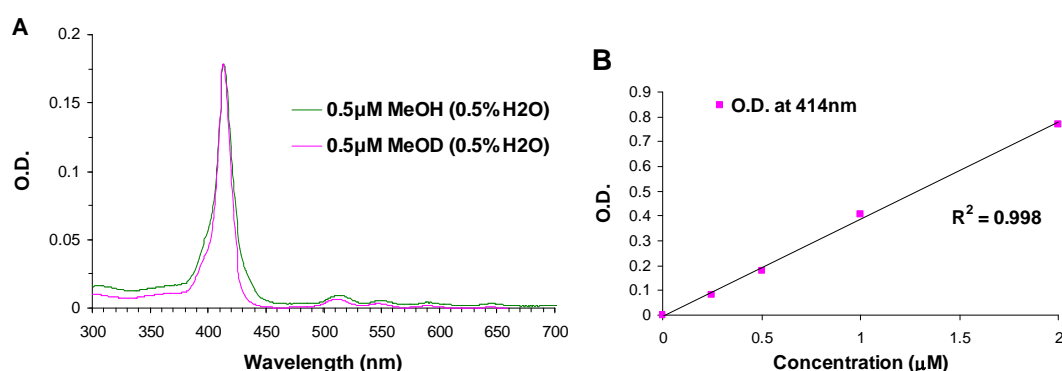 A
0.2
0.15
0.1
0.05
0
O.D.
0.5µM MeOH (0.5% H2O)
0.5µM MeOD (0.5% H2O)
300 350 400 450 500 550 600 650 700
Wavelength (nm)
B
0.9
0.8
0.7
0.6
0.5
0.4
0.3
0.2
0.1
0
O.D.
O.D. at 414nm
R² = 0.998
0 0.5 1 1.5 2
Concentration (µM)